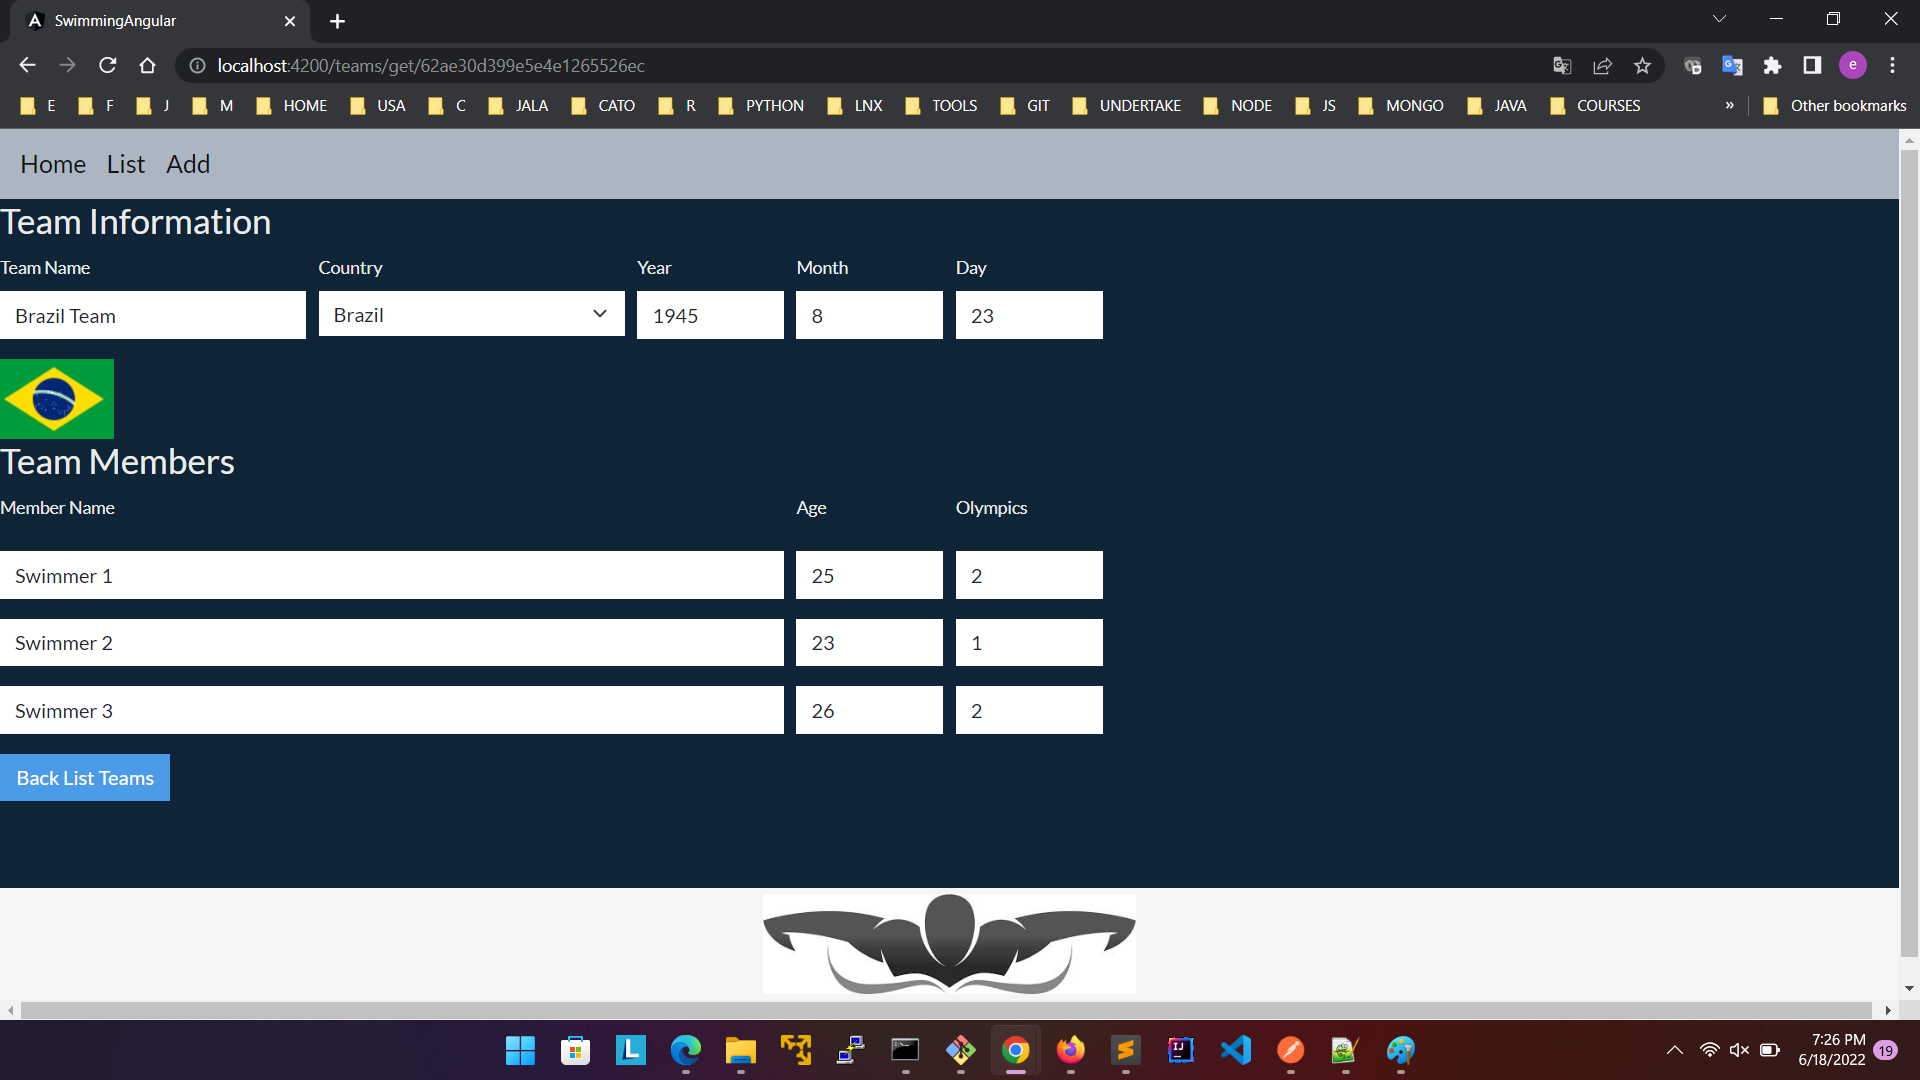 SwimmingAngular
localhost:4200/teams/get/62ae30d399e5e4e1265526ec
e
E F J M HOME USA C JALA CATO R PYTHON LNX TOOLS GIT UNDERTAKE NODE JS MONGO JAVA COURSES » Other bookmarks
Home List Add
Team Information
Team Name Country Year Month Day
Brazil Team Brazil 1945 8 23
Team Members
Member Name Age Olympics
Swimmer 1 25 2
Swimmer 2 23 1
Swimmer 3 26 2
Back List Teams
7:26 PM
6/18/2022 19